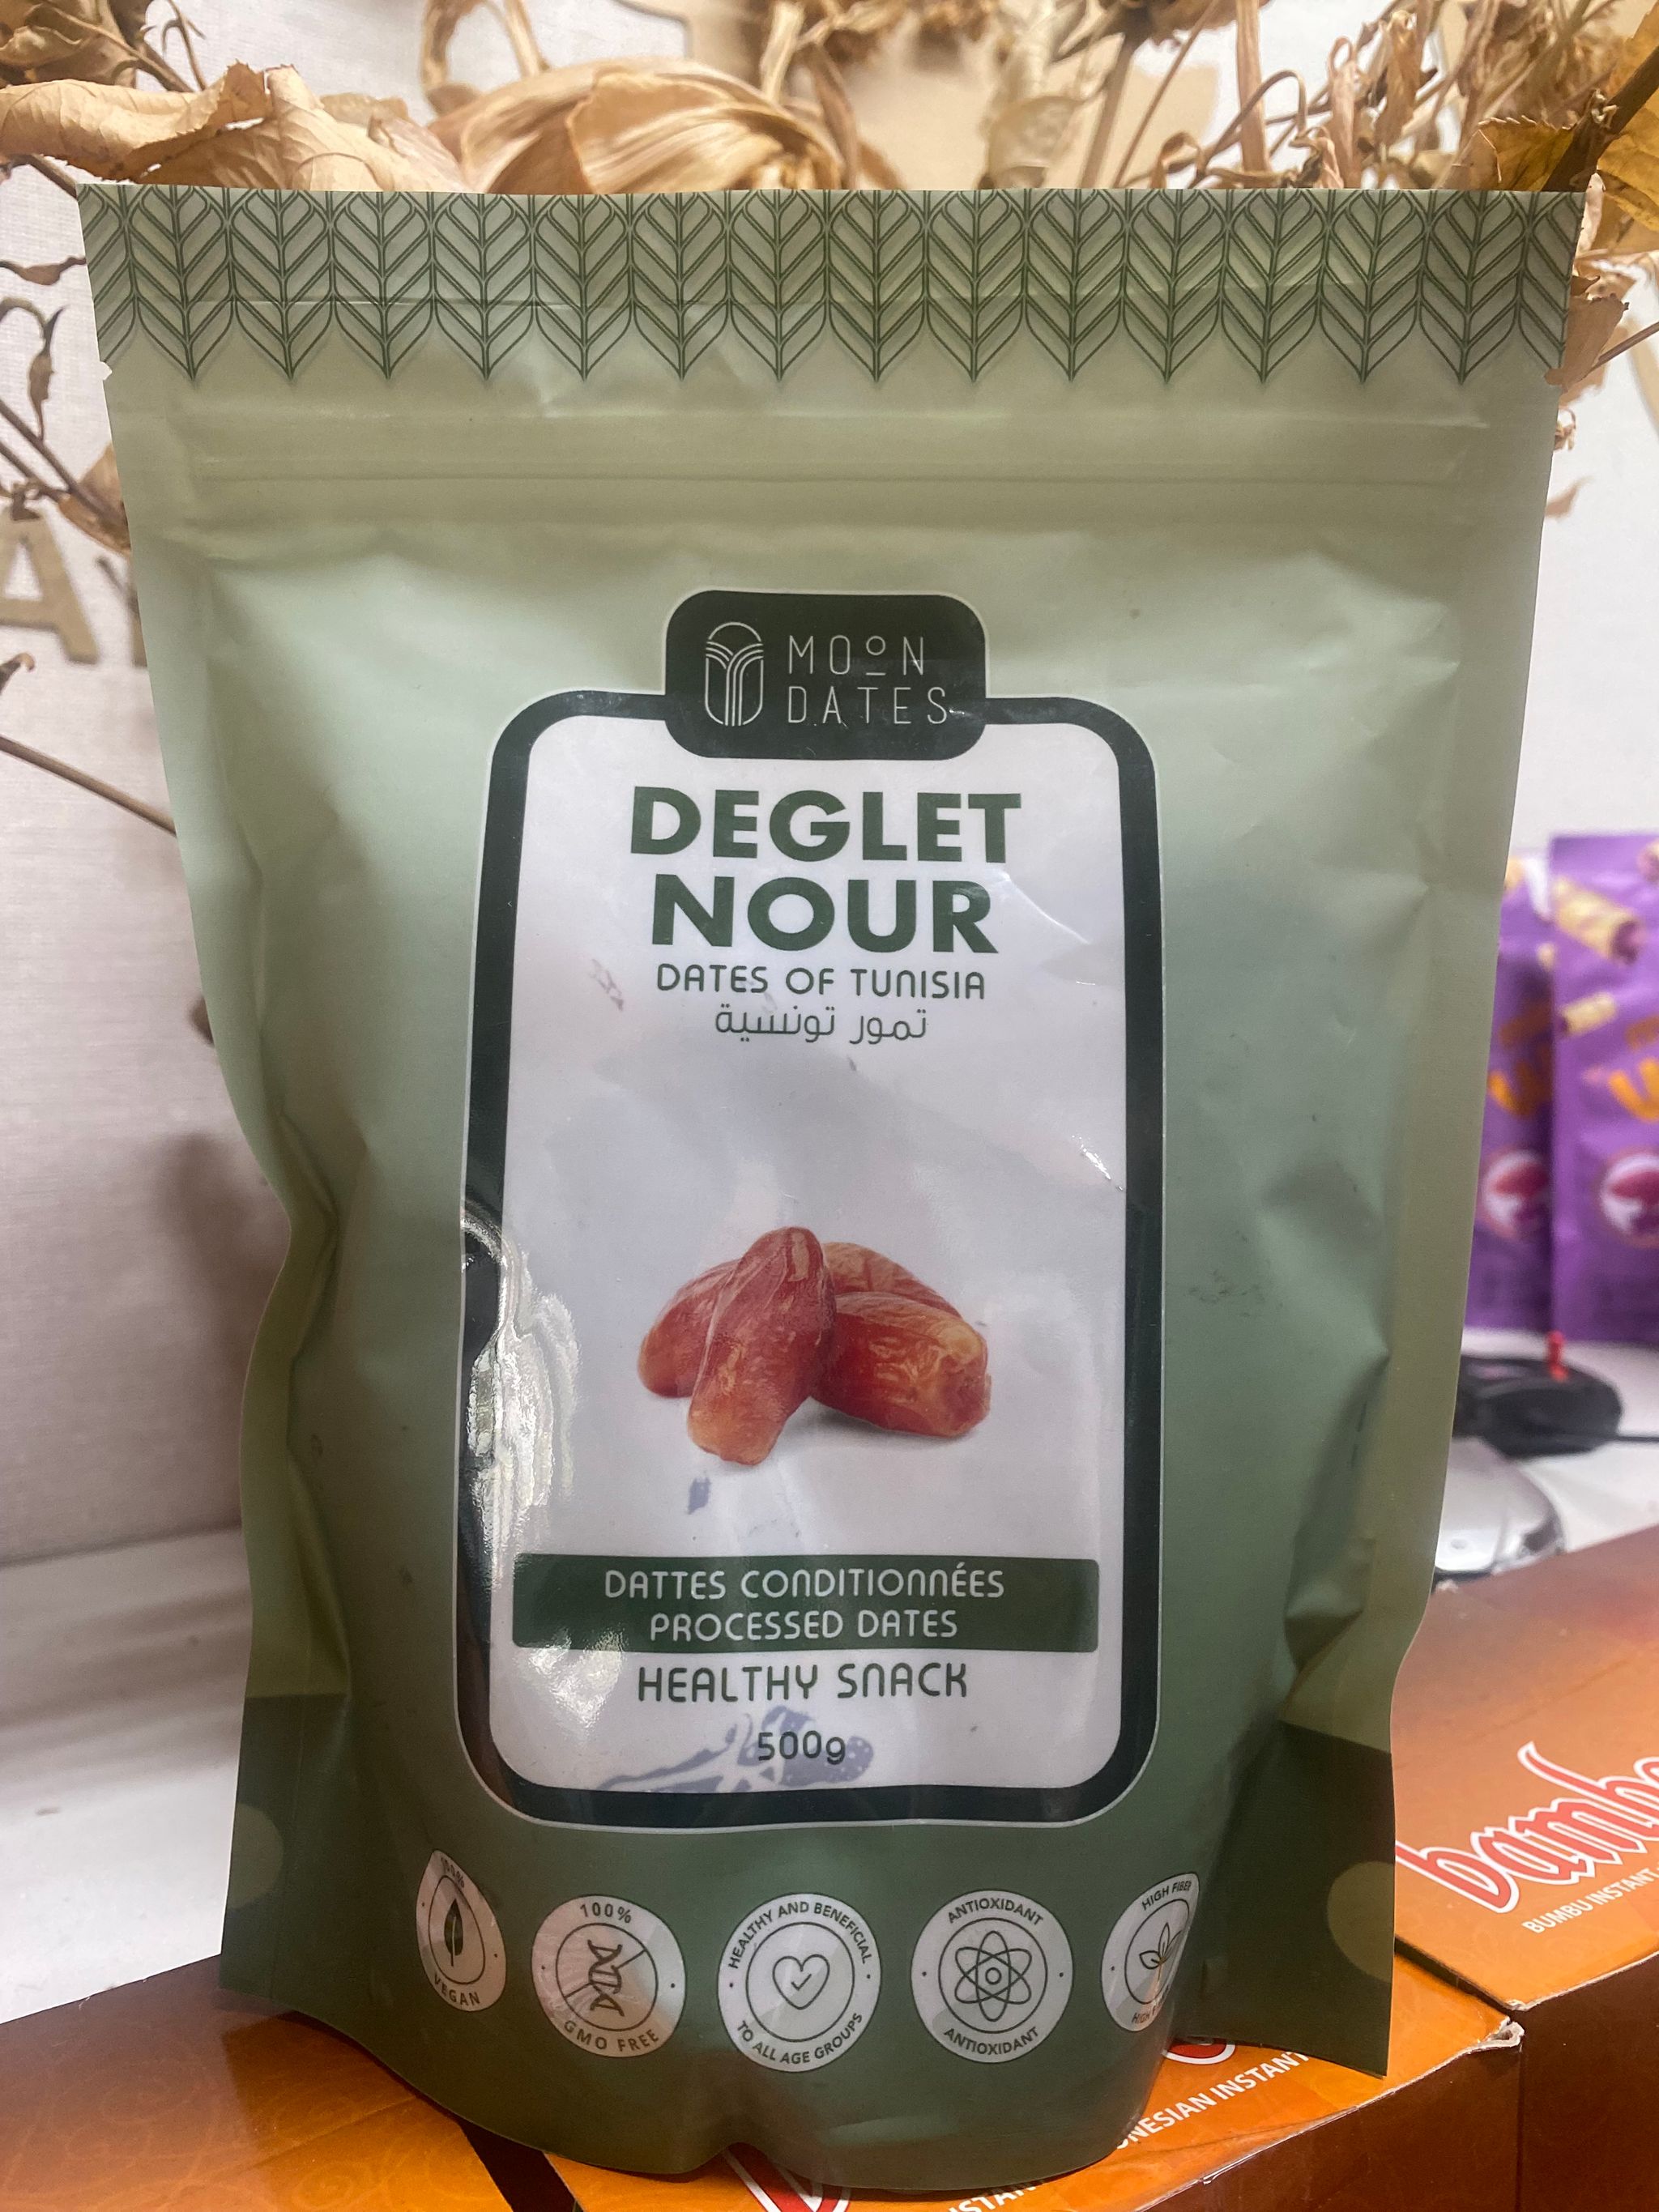 MOON
DATES
DEGLET
NOUR
DATES OF TUNISIA
تمور تونسية
DATTES CONDITIONNÉES
PROCESSED DATES
HEALTHY SNACK
500g
100%
VEGAN
100%
GMO FREE
HEALTHY AND BENEFICIAL
TO ALL AGE GROUPS
ANTIOXIDANT
ANTIOXIDANT
HIGH FIBER
BUMBU INSTANT